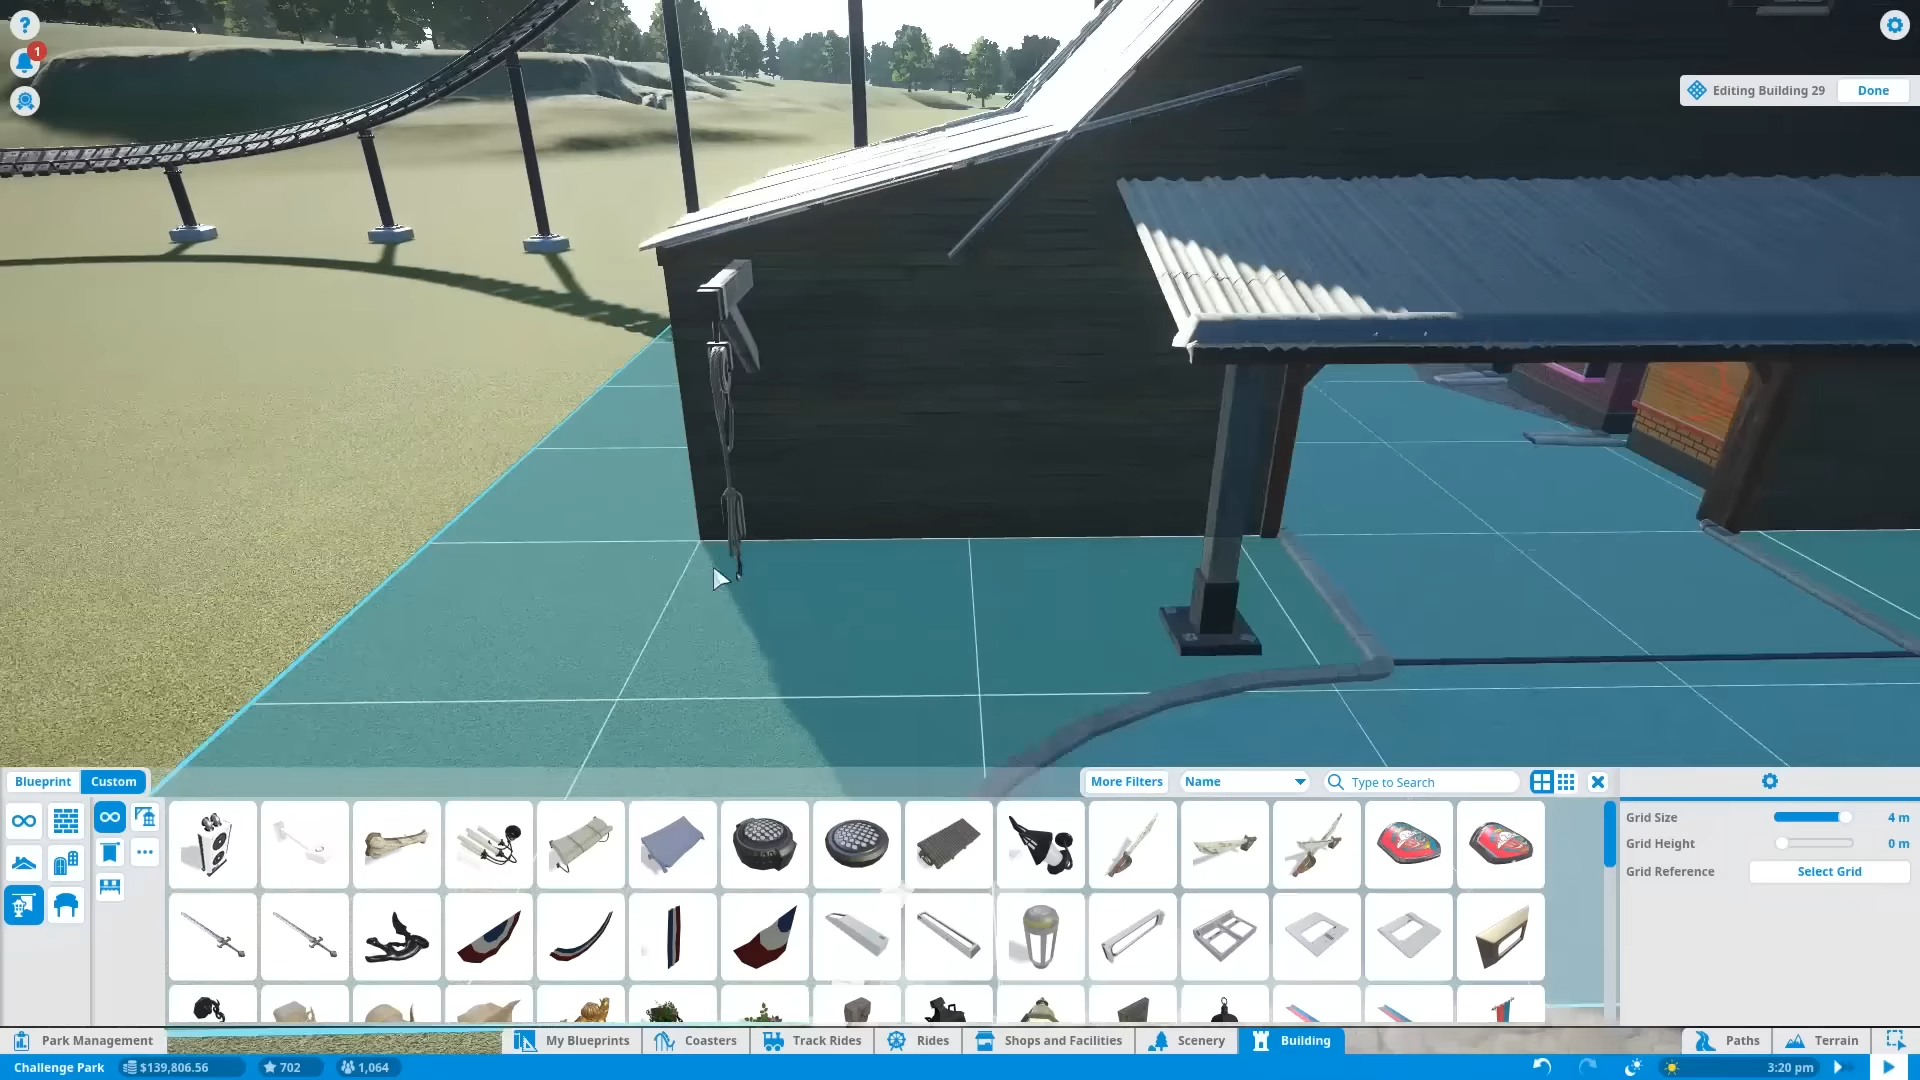 ?
1
Editing Building 29
Done
Blueprint
Custom
More Filters
Name
Type to Search
Grid Size
4 m
Grid Height
0 m
Grid Reference
Select Grid
Park Management
My Blueprints
Coasters
Track Rides
Rides
Shops and Facilities
Scenery
Building
Paths
Terrain
Challenge Park
$139,806.56
702
1,064
3:20 pm